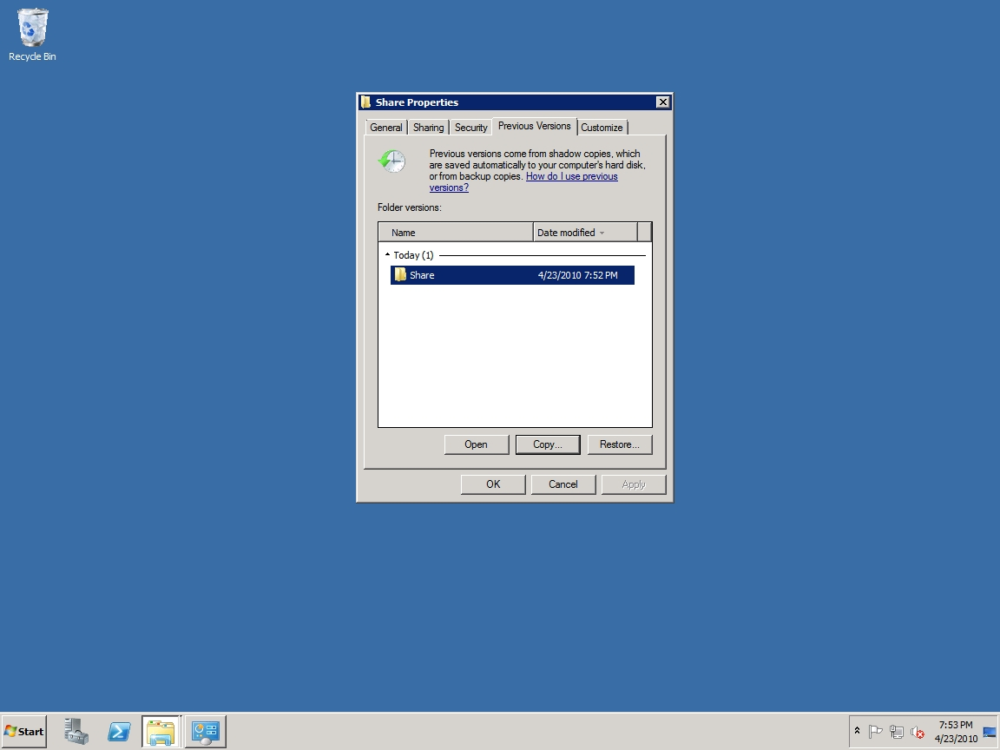 Recycle Bin
Share Properties
General Sharing Security Previous Versions Customize
Previous versions come from shadow copies, which
are saved automatically to your computer's hard disk,
or from backup copies. How do I use previous
versions?
Folder versions:
Name Date modified
Today (1)
Share 4/23/2010 7:52 PM
Open Copy... Restore...
OK Cancel Apply
Start
7:53 PM
4/23/2010